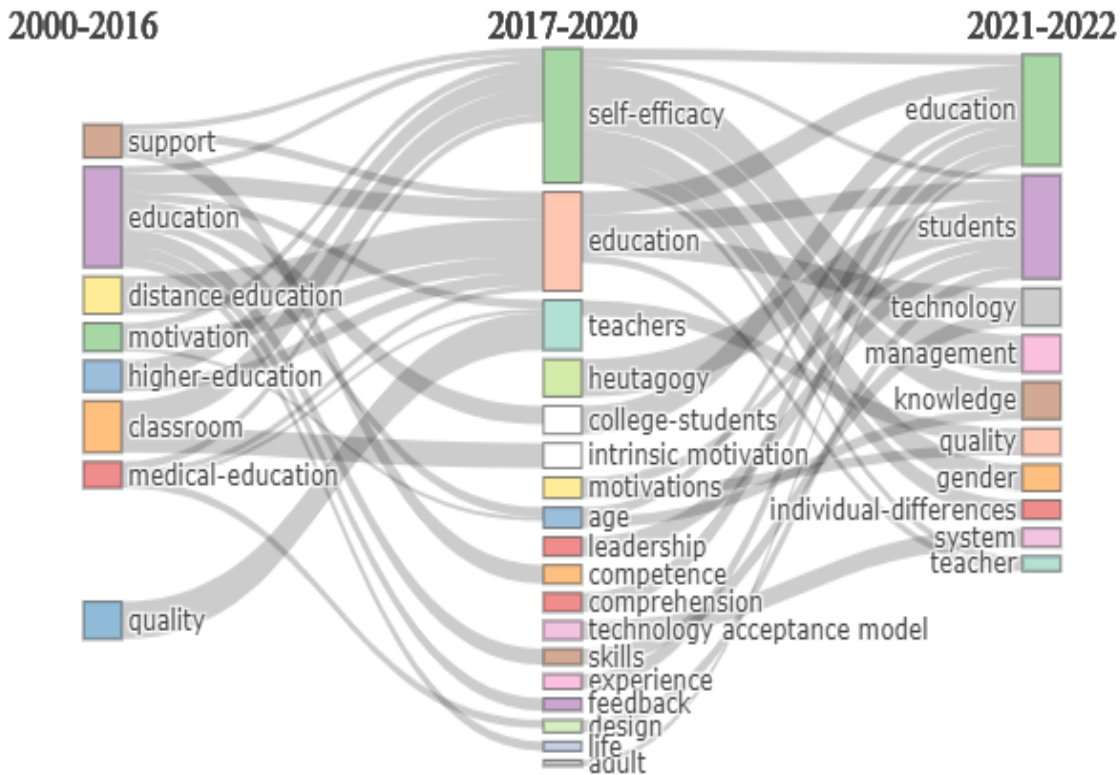 2000-2016
2017-2020
2021-2022
support
education
distance education
motivation
higher-education
classroom
medical-education
quality
self-efficacy
education
teachers
heutagogy
college-students
intrinsic motivation
motivations
age
leadership
competence
comprehension
technology acceptance model
skills
experience
feedback
design
life
adult
education
students
technology
management
knowledge
quality
gender
individual-differences
system
teacher